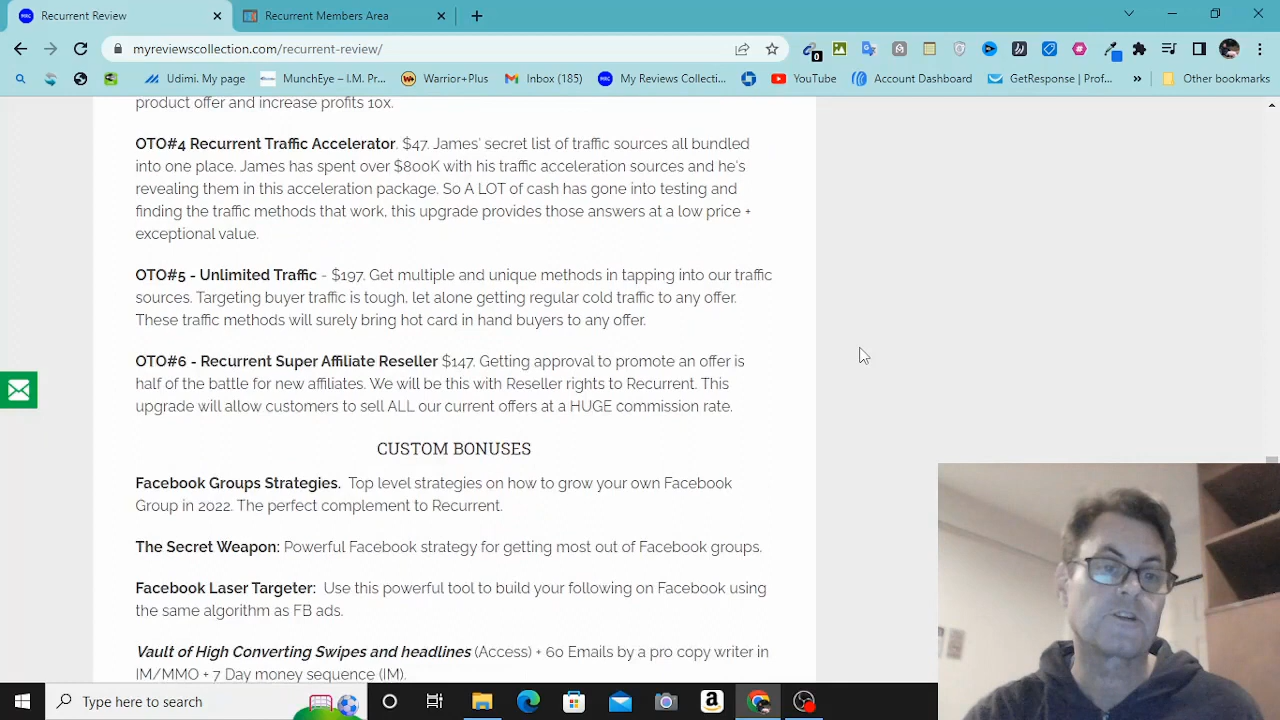 Recurrent Review
Recurrent Members Area
myreviewscollection.com/recurrent-review/
0
Udimi. My page
MunchEye – I.M. Pr...
Warrior+Plus
Inbox (185)
My Reviews Collecti...
YouTube
Account Dashboard
GetResponse | Prof...
»
Other bookmarks
product offer and increase profits 10x.
OTO#4 Recurrent Traffic Accelerator. $47. James' secret list of traffic sources all bundled
into one place. James has spent over $800K with his traffic acceleration sources and he's
revealing them in this acceleration package. So A LOT of cash has gone into testing and
finding the traffic methods that work, this upgrade provides those answers at a low price +
exceptional value.
OTO#5 - Unlimited Traffic - $197. Get multiple and unique methods in tapping into our traffic
sources. Targeting buyer traffic is tough, let alone getting regular cold traffic to any offer.
These traffic methods will surely bring hot card in hand buyers to any offer.
OTO#6 - Recurrent Super Affiliate Reseller $147. Getting approval to promote an offer is
half of the battle for new affiliates. We will be this with Reseller rights to Recurrent. This
upgrade will allow customers to sell ALL our current offers at a HUGE commission rate.
CUSTOM BONUSES
Facebook Groups Strategies. Top level strategies on how to grow your own Facebook
Group in 2022. The perfect complement to Recurrent.
The Secret Weapon: Powerful Facebook strategy for getting most out of Facebook groups.
Facebook Laser Targeter: Use this powerful tool to build your following on Facebook using
the same algorithm as FB ads.
Vault of High Converting Swipes and headlines (Access) + 60 Emails by a pro copy writer in
IM/MMO + 7 Day money sequence (IM).
Type here to search